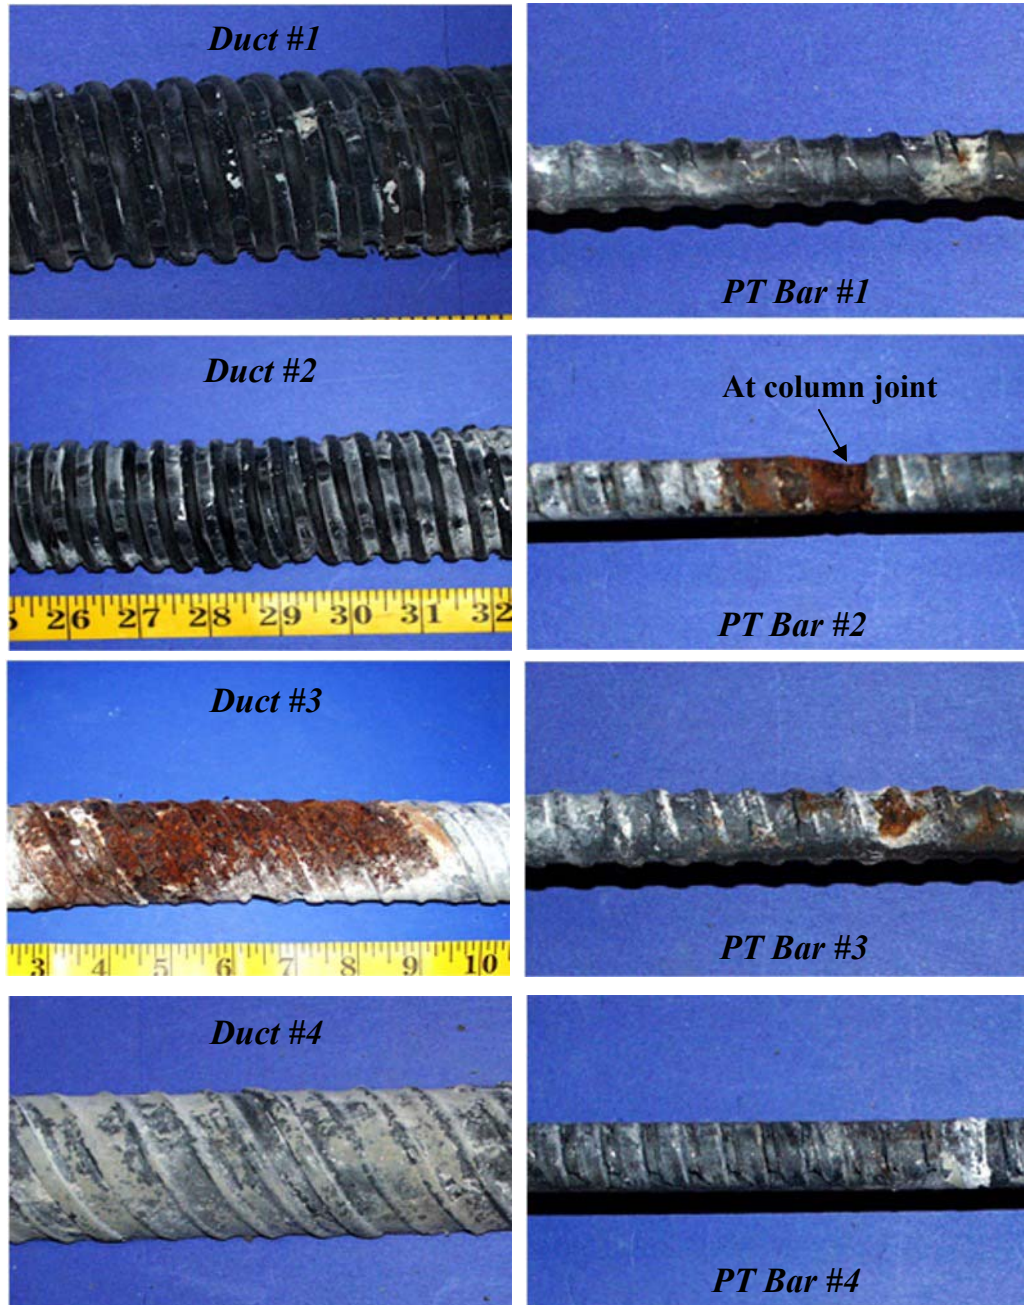 Duct #1
PT Bar #1
Duct #2
26 27 28 29 30 31 32
At column joint
PT Bar #2
Duct #3
3 4 5 6 7 8 9 10
PT Bar #3
Duct #4
PT Bar #4